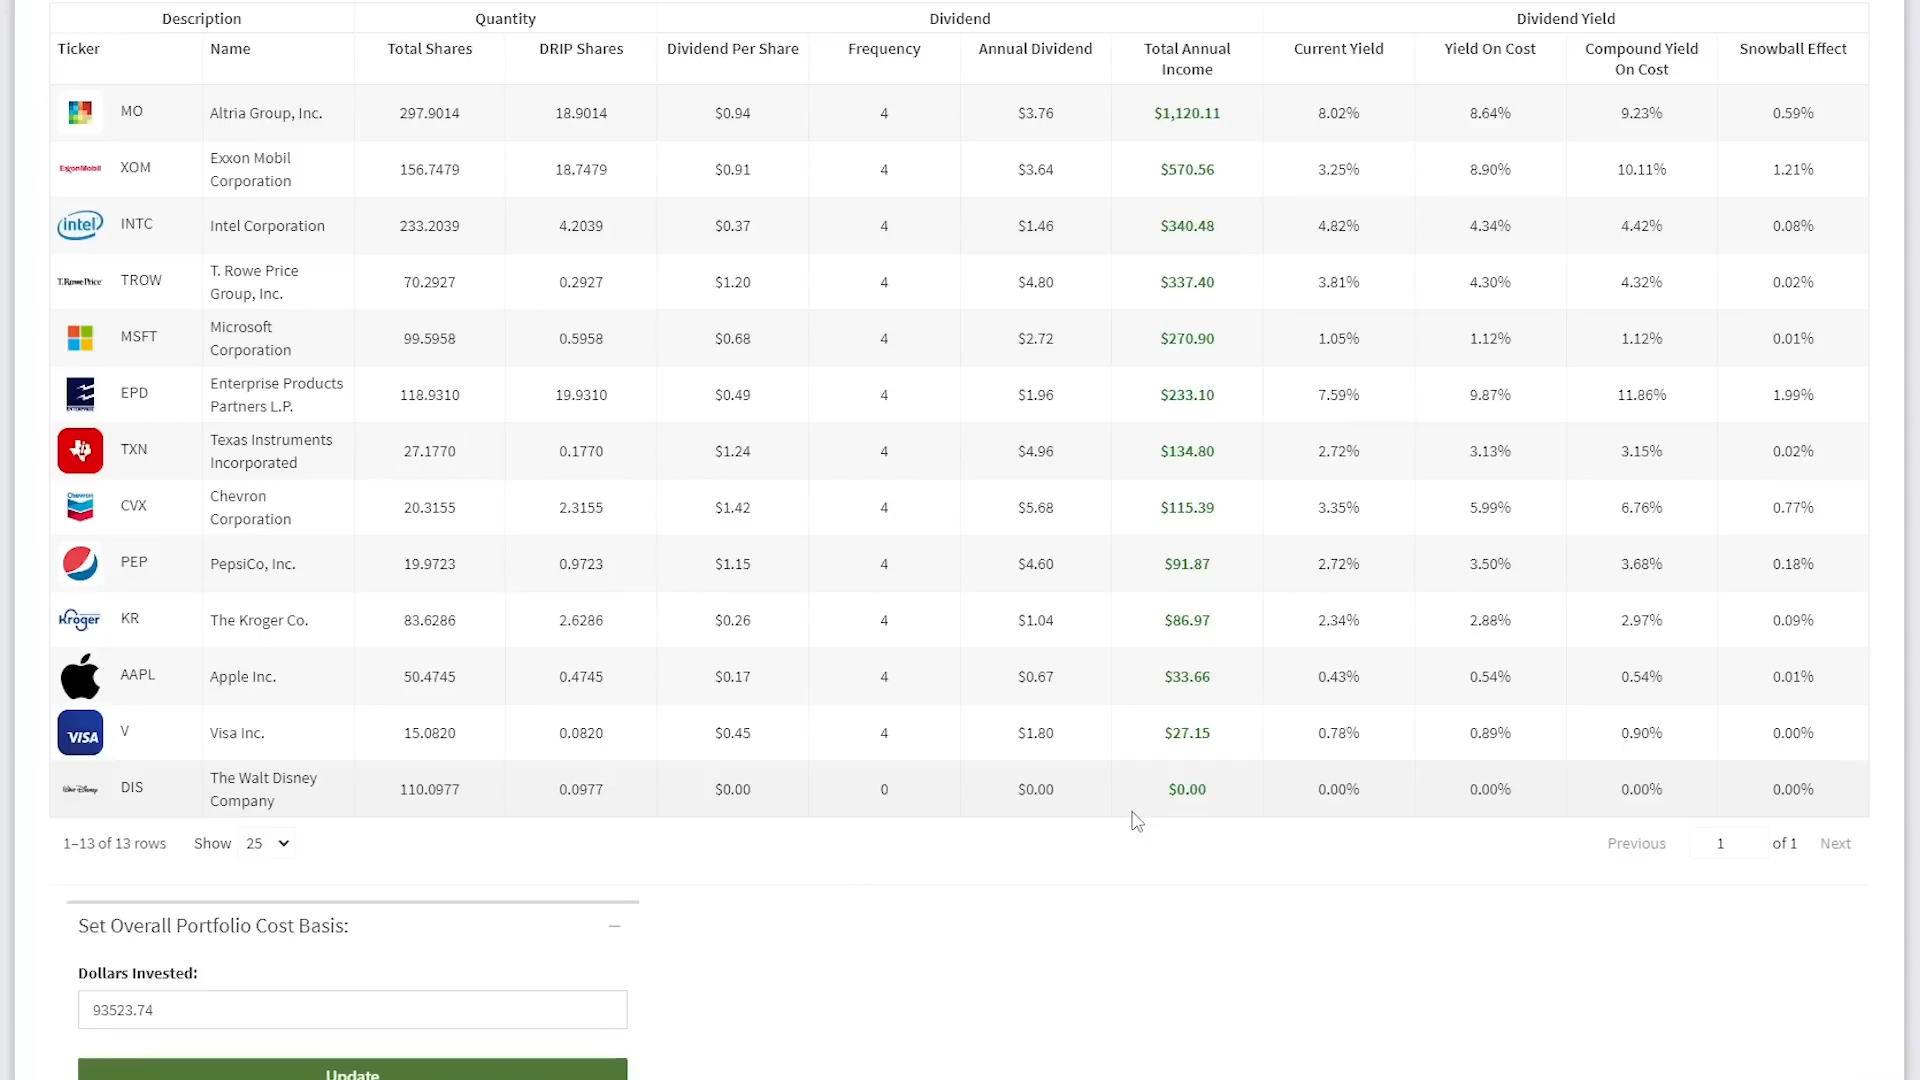 Description Quantity Dividend Dividend Yield
Ticker Name Total Shares DRIP Shares Dividend Per Share Frequency Annual Dividend Total Annual Income Current Yield Yield On Cost Compound Yield On Cost Snowball Effect
MO Altria Group, Inc. 297.9014 18.9014 $0.94 4 $3.76 $1,120.11 8.02% 8.64% 9.23% 0.59%
ExxonMobil XOM Exxon Mobil Corporation 156.7479 18.7479 $0.91 4 $3.64 $570.56 3.25% 8.90% 10.11% 1.21%
intel INTC Intel Corporation 233.2039 4.2039 $0.37 4 $1.46 $340.48 4.82% 4.34% 4.42% 0.08%
T.RowePrice TROW T. Rowe Price Group, Inc. 70.2927 0.2927 $1.20 4 $4.80 $337.40 3.81% 4.30% 4.32% 0.02%
MSFT Microsoft Corporation 99.5958 0.5958 $0.68 4 $2.72 $270.90 1.05% 1.12% 1.12% 0.01%
EPD Enterprise Products Partners L.P. 118.9310 19.9310 $0.49 4 $1.96 $233.10 7.59% 9.87% 11.86% 1.99%
TXN Texas Instruments Incorporated 27.1770 0.1770 $1.24 4 $4.96 $134.80 2.72% 3.13% 3.15% 0.02%
Chevron CVX Chevron Corporation 20.3155 2.3155 $1.42 4 $5.68 $115.39 3.35% 5.99% 6.76% 0.77%
PEP PepsiCo, Inc. 19.9723 0.9723 $1.15 4 $4.60 $91.87 2.72% 3.50% 3.68% 0.18%
Kroger KR The Kroger Co. 83.6286 2.6286 $0.26 4 $1.04 $86.97 2.34% 2.88% 2.97% 0.09%
AAPL Apple Inc. 50.4745 0.4745 $0.17 4 $0.67 $33.66 0.43% 0.54% 0.54% 0.01%
VISA V Visa Inc. 15.0820 0.0820 $0.45 4 $1.80 $27.15 0.78% 0.89% 0.90% 0.00%
Walt Disney DIS The Walt Disney Company 110.0977 0.0977 $0.00 0 $0.00 $0.00 0.00% 0.00% 0.00% 0.00%
1–13 of 13 rows Show 25 Previous 1 of 1 Next
Set Overall Portfolio Cost Basis:
Dollars Invested:
93523.74
Update